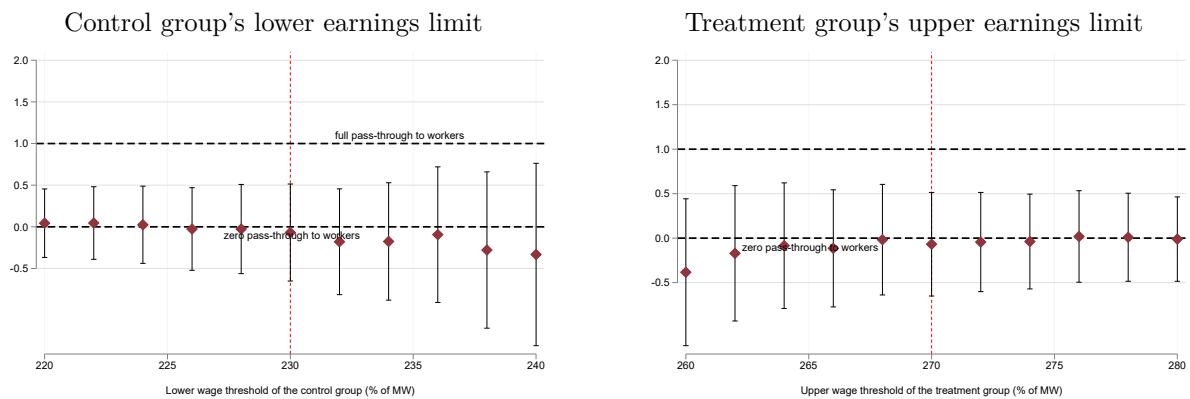 Control group's lower earnings limit
2.0
1.5
full pass-through to workers
1.0
0.5
0.0
zero pass-through to workers
-0.5
220 225 230 235 240
Lower wage threshold of the control group (% of MW)
Treatment group's upper earnings limit
2.0
1.5
1.0
0.5
0.0
zero pass-through to workers
-0.5
260 265 270 275 280
Upper wage threshold of the treatment group (% of MW)